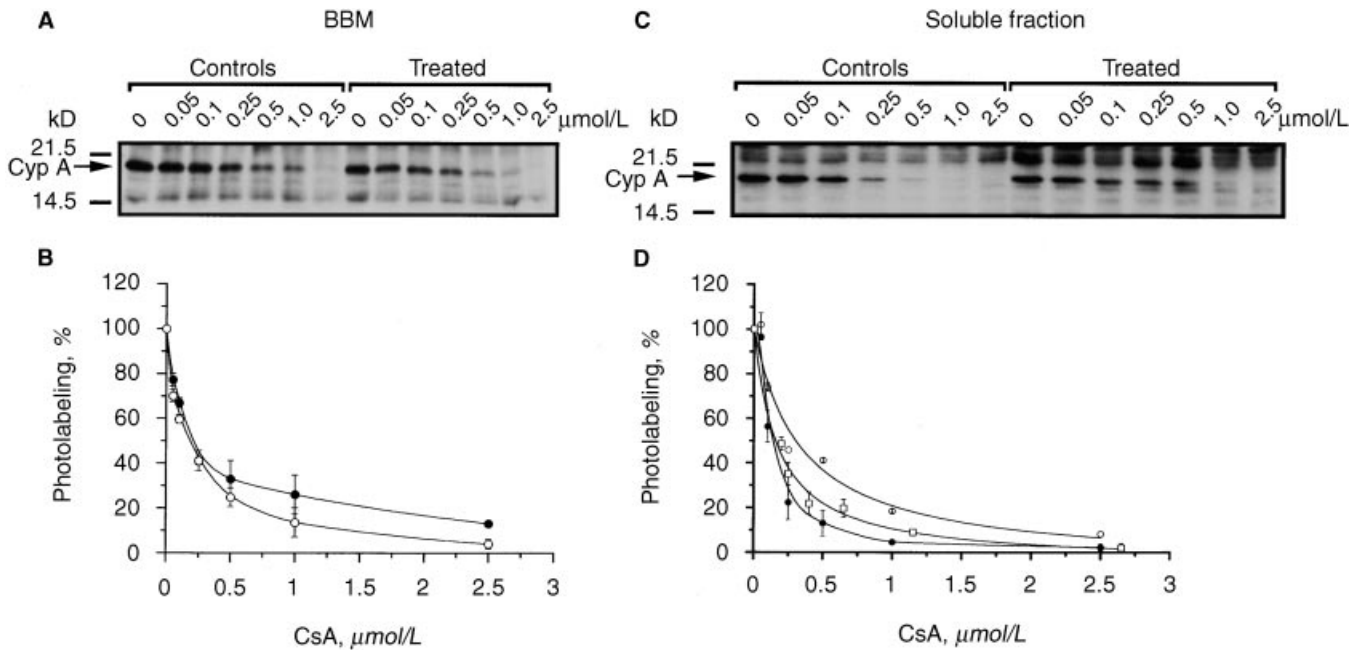 A
BBM
Controls Treated
kD 0 0.05 0.1 0.25 0.5 1.0 2.5 0 0.05 0.1 0.25 0.5 1.0 2.5 μmol/L
21.5
Cyp A
14.5
B
120
100
80
60
40
20
0
Photolabeling, %
0 0.5 1 1.5 2 2.5 3
CsA, μmol/L
C
Soluble fraction
Controls Treated
kD 0 0.05 0.1 0.25 0.5 1.0 2.5 0 0.05 0.1 0.25 0.5 1.0 2.5
21.5
Cyp A
14.5
D
120
100
80
60
40
20
0
Photolabeling, %
0 0.5 1 1.5 2 2.5 3
CsA, μmol/L